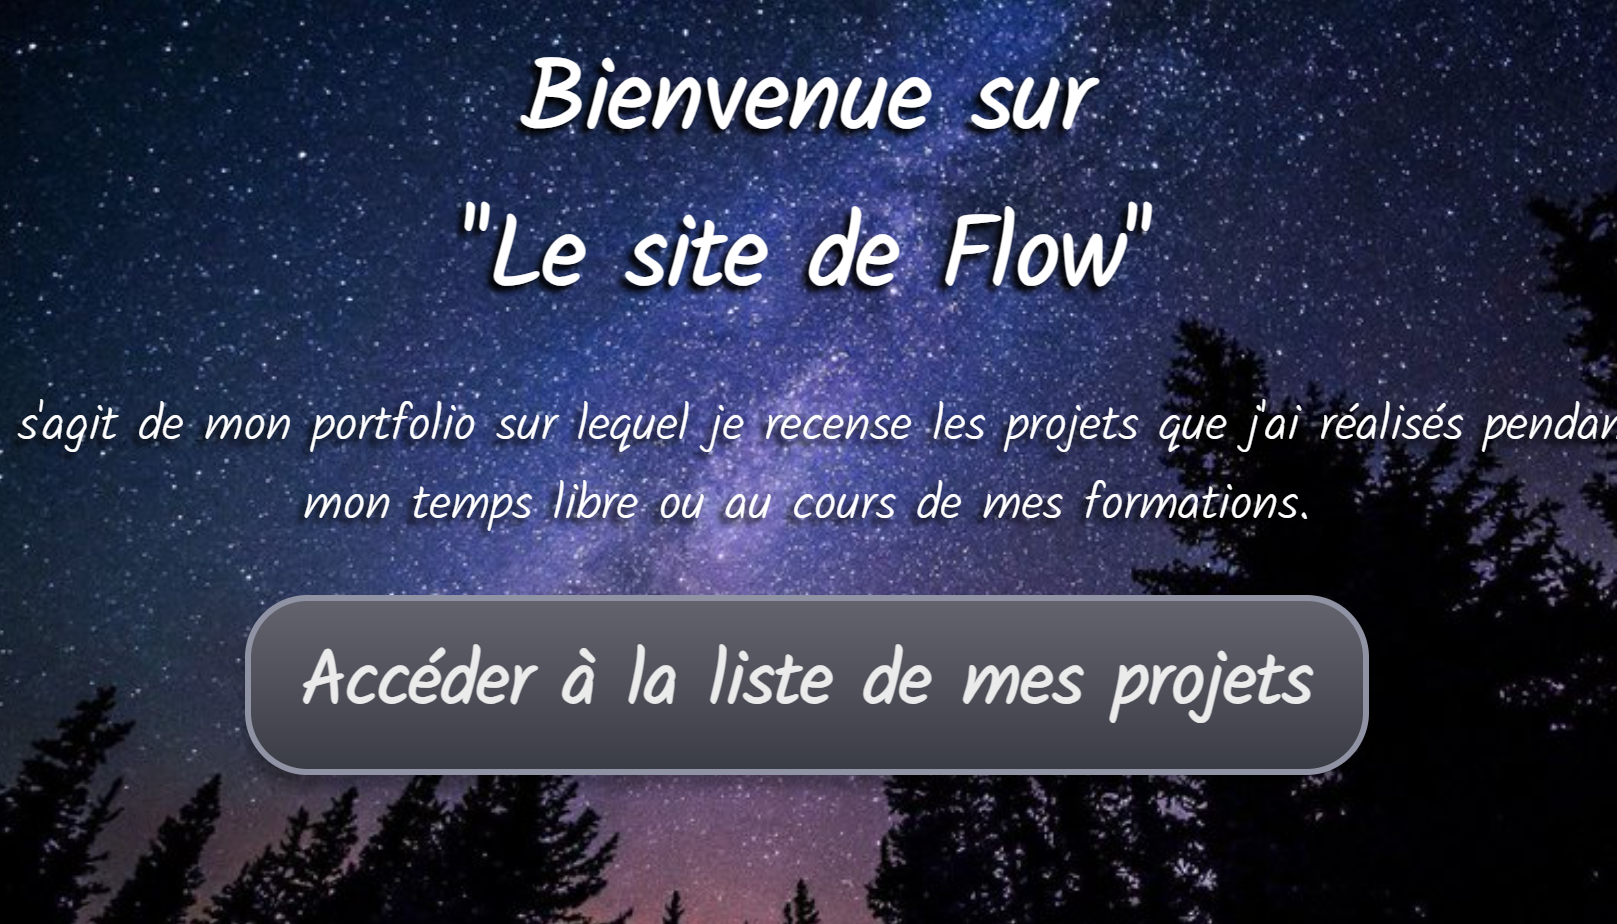 Bienvenue sur
"Le site de Flow"
s'agit de mon portfolio sur lequel je recense les projets que j'ai réalisés
mon temps libre ou au cours de mes formations.
Accéder à la liste de mes projets